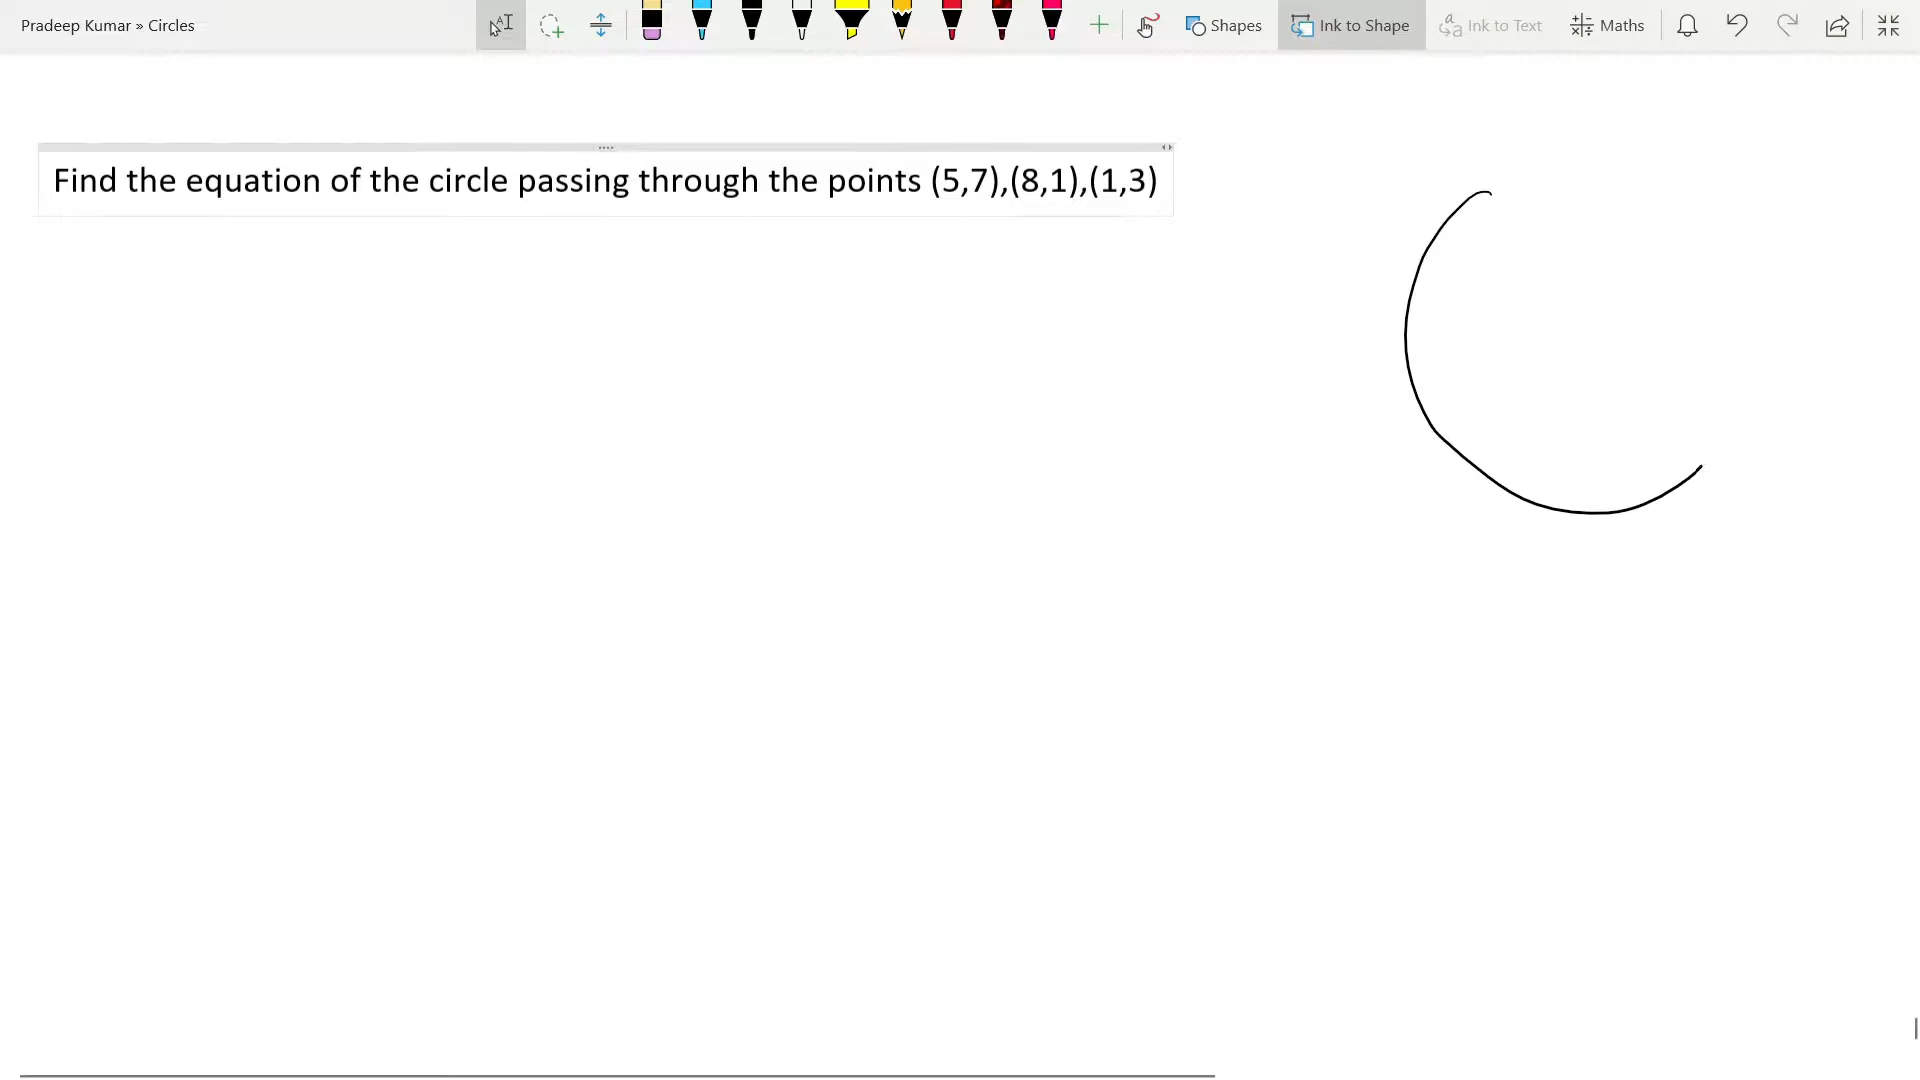 Pradeep Kumar » Circles
Shapes
Ink to Shape
Ink to Text
Maths
Find the equation of the circle passing through the points (5,7),(8,1),(1,3)